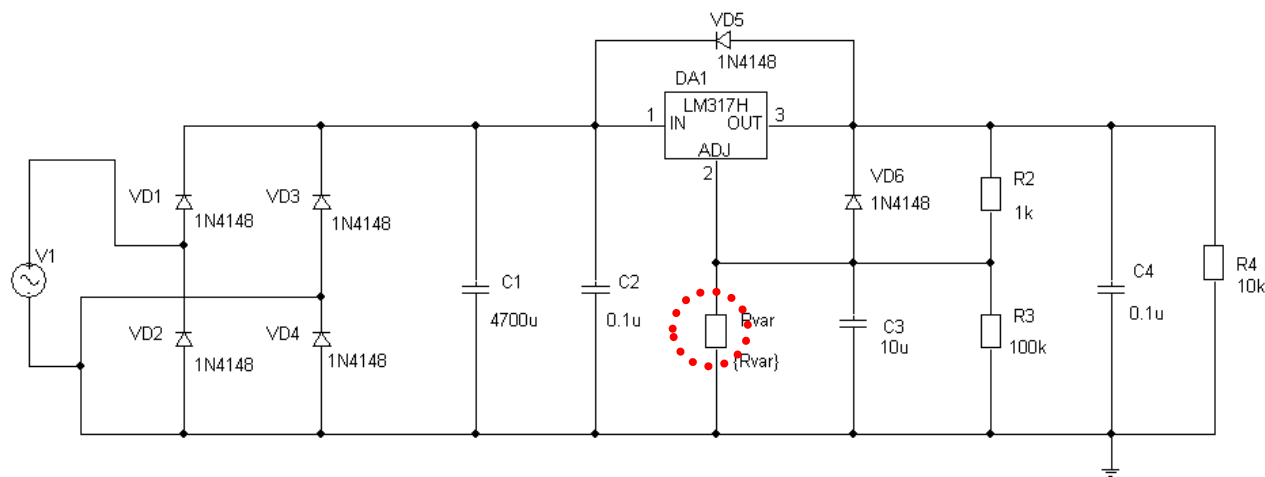 VD5
1N4148
DA1
LM317H
1
IN
OUT
3
ADJ
2
VD1
1N4148
VD3
1N4148
VD6
1N4148
R2
1k
V1
VD2
1N4148
VD4
1N4148
C1
4700u
C2
0.1u
Rvar
{Rvar}
C3
10u
R3
100k
C4
0.1u
R4
10k